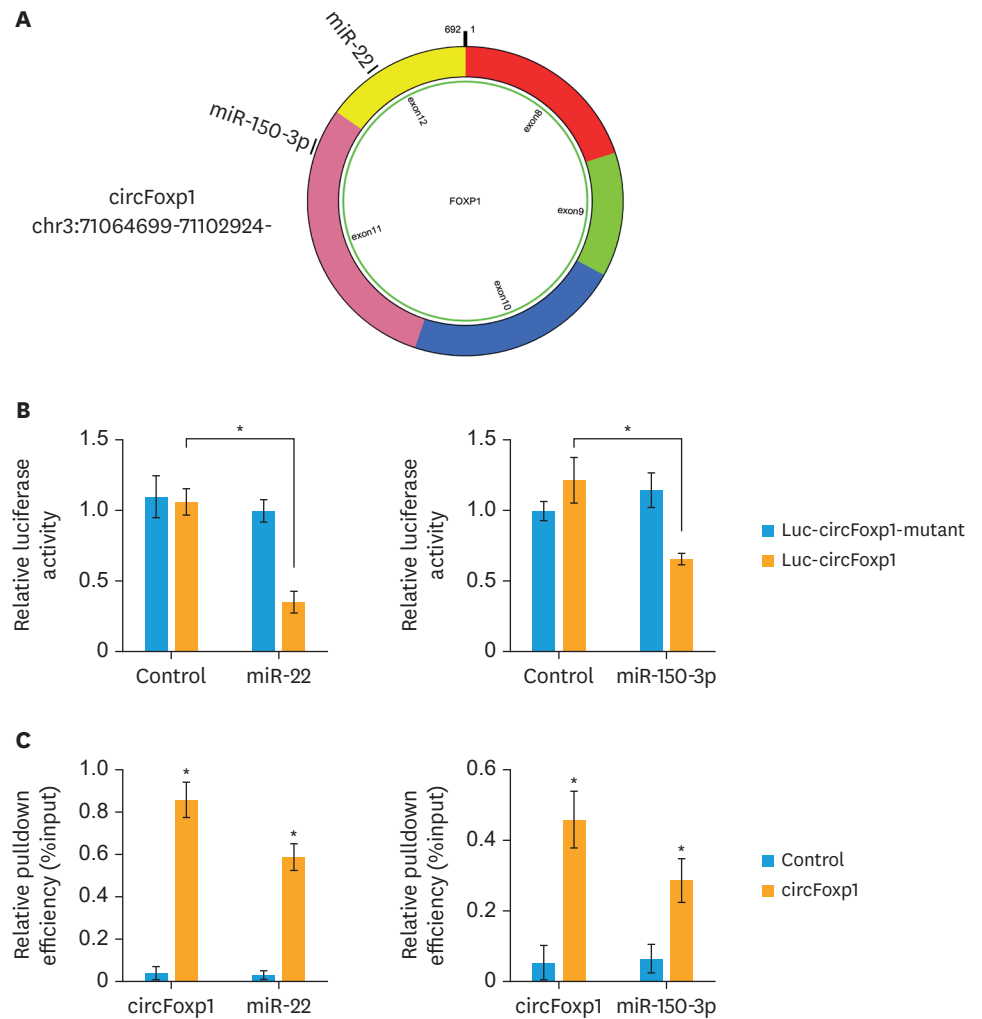 A
692 1
miR-22
miR-150-3p
circFoxp1
chr3:71064699-71102924-
exon8
exon9
exon10
exon11
exon12
FOXP1
B
Relative luciferase
activity
1.5
1.0
0.5
0
*
Control miR-22
Relative luciferase
activity
1.5
1.0
0.5
0
*
Control miR-150-3p
Luc-circFoxp1-mutant
Luc-circFoxp1
C
Relative pulldown
efficiency (%input)
1.0
0.8
0.6
0.4
0.2
0
*
*
circFoxp1 miR-22
Relative pulldown
efficiency (%input)
0.6
0.4
0.2
0
*
*
circFoxp1 miR-150-3p
Control
circFoxp1